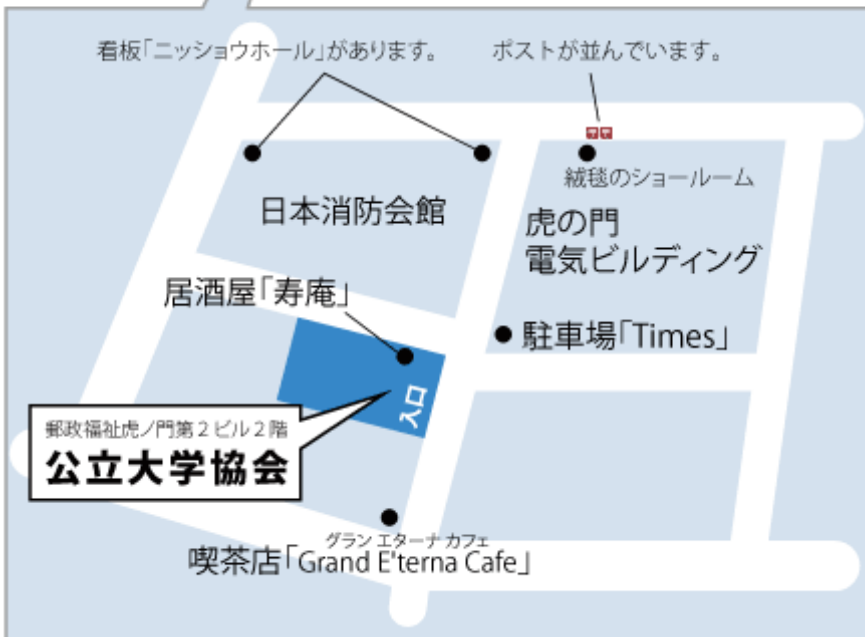 看板「ニッショウホール」があります。
ポストが並んでいます。
絨毯のショールーム
日本消防会館
虎の門
電気ビルディング
居酒屋「寿庵」
駐車場「Times」
入口
郵政福祉虎ノ門第2ビル2階
公立大学協会
グラン エターナ カフェ
喫茶店「Grand E'terna Cafe」